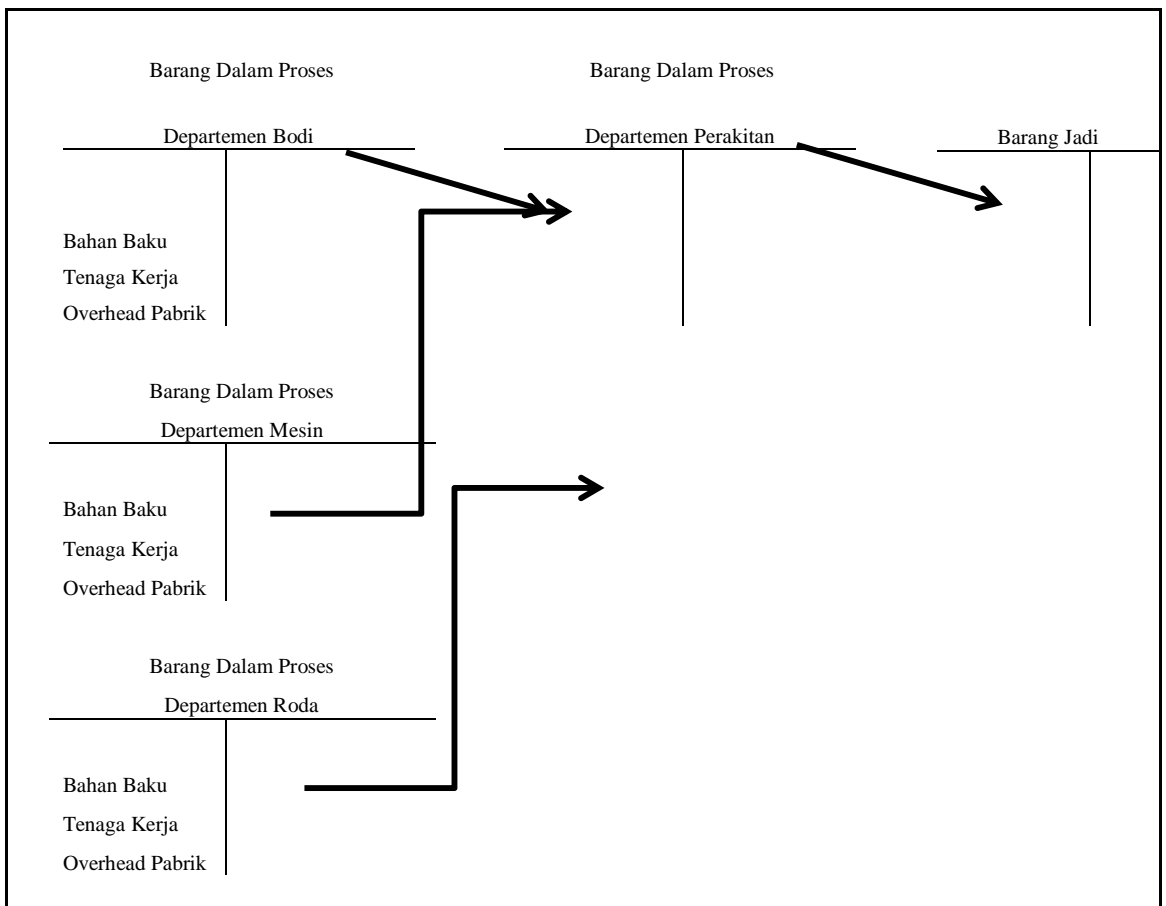 Barang Dalam Proses
Departemen Bodi
Bahan Baku
Tenaga Kerja
Overhead Pabrik
Barang Dalam Proses
Departemen Perakitan
Barang Jadi
Barang Dalam Proses
Departemen Mesin
Bahan Baku
Tenaga Kerja
Overhead Pabrik
Barang Dalam Proses
Departemen Roda
Bahan Baku
Tenaga Kerja
Overhead Pabrik